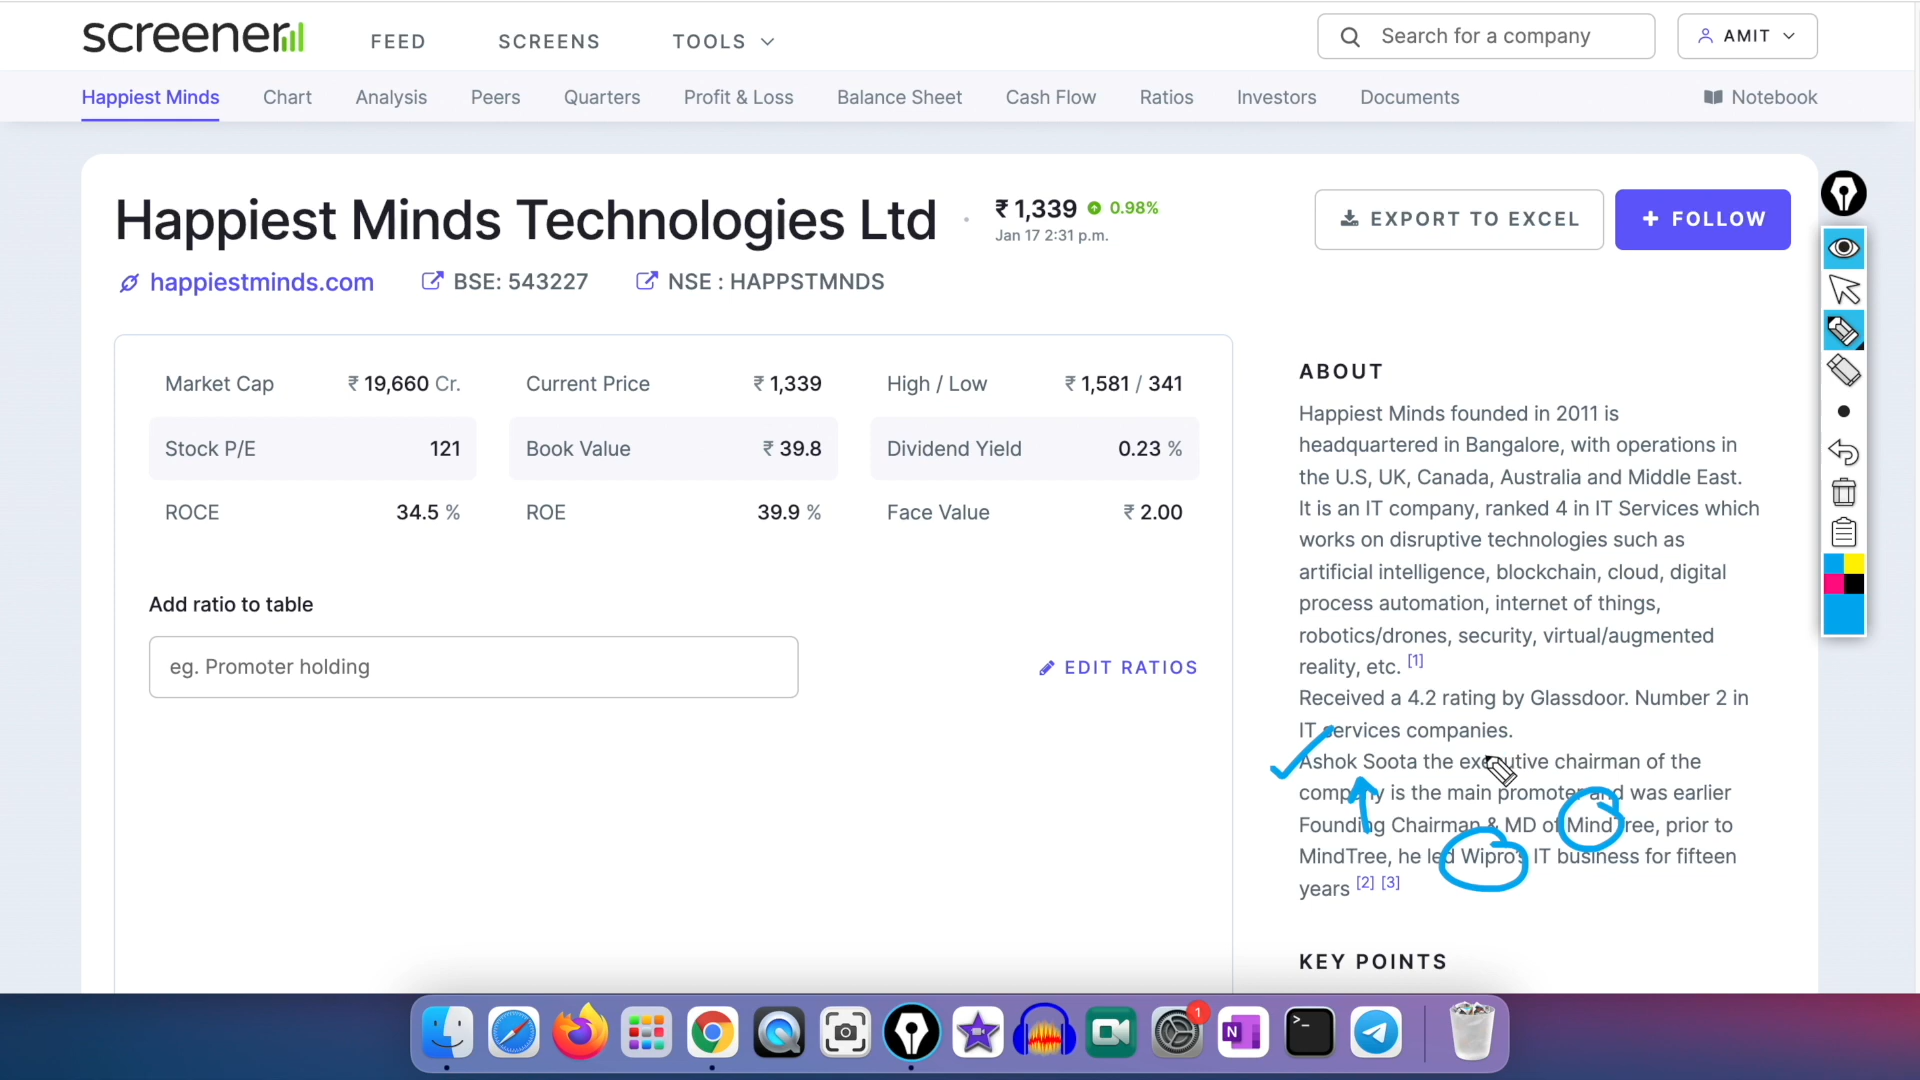 screener
FEED SCREENS TOOLS
Search for a company
AMIT
Happiest Minds Chart Analysis Peers Quarters Profit & Loss Balance Sheet Cash Flow Ratios Investors Documents Notebook
Happiest Minds Technologies Ltd
₹ 1,339 0.98%
Jan 17 2:31 p.m.
EXPORT TO EXCEL
+ FOLLOW
happiestminds.com BSE: 543227 NSE : HAPPSTMNDS
Market Cap ₹ 19,660 Cr. Current Price ₹ 1,339 High / Low ₹ 1,581 / 341
Stock P/E 121 Book Value ₹ 39.8 Dividend Yield 0.23 %
ROCE 34.5 % ROE 39.9 % Face Value ₹ 2.00
Add ratio to table
eg. Promoter holding
EDIT RATIOS
ABOUT
Happiest Minds founded in 2011 is
headquartered in Bangalore, with operations in
the U.S, UK, Canada, Australia and Middle East.
It is an IT company, ranked 4 in IT Services which
works on disruptive technologies such as
artificial intelligence, blockchain, cloud, digital
process automation, internet of things,
robotics/drones, security, virtual/augmented
reality, etc. [1]
Received a 4.2 rating by Glassdoor. Number 2 in
IT services companies.
Ashok Soota the executive chairman of the
company is the main promoter and was earlier
Founding Chairman & MD of MindTree, prior to
MindTree, he led Wipro's IT business for fifteen
years [2] [3]
KEY POINTS
1
N
>_